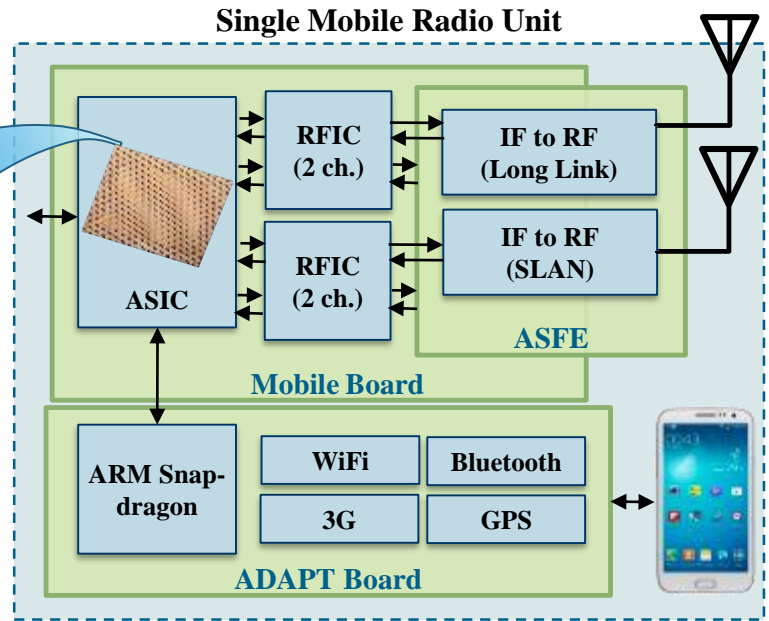 Single Mobile Radio Unit
RFIC
(2 ch.)
IF to RF
(Long Link)
RFIC
(2 ch.)
IF to RF
(SLAN)
ASIC
ASFE
Mobile Board
ARM Snap-
dragon
WiFi
Bluetooth
3G
GPS
ADAPT Board